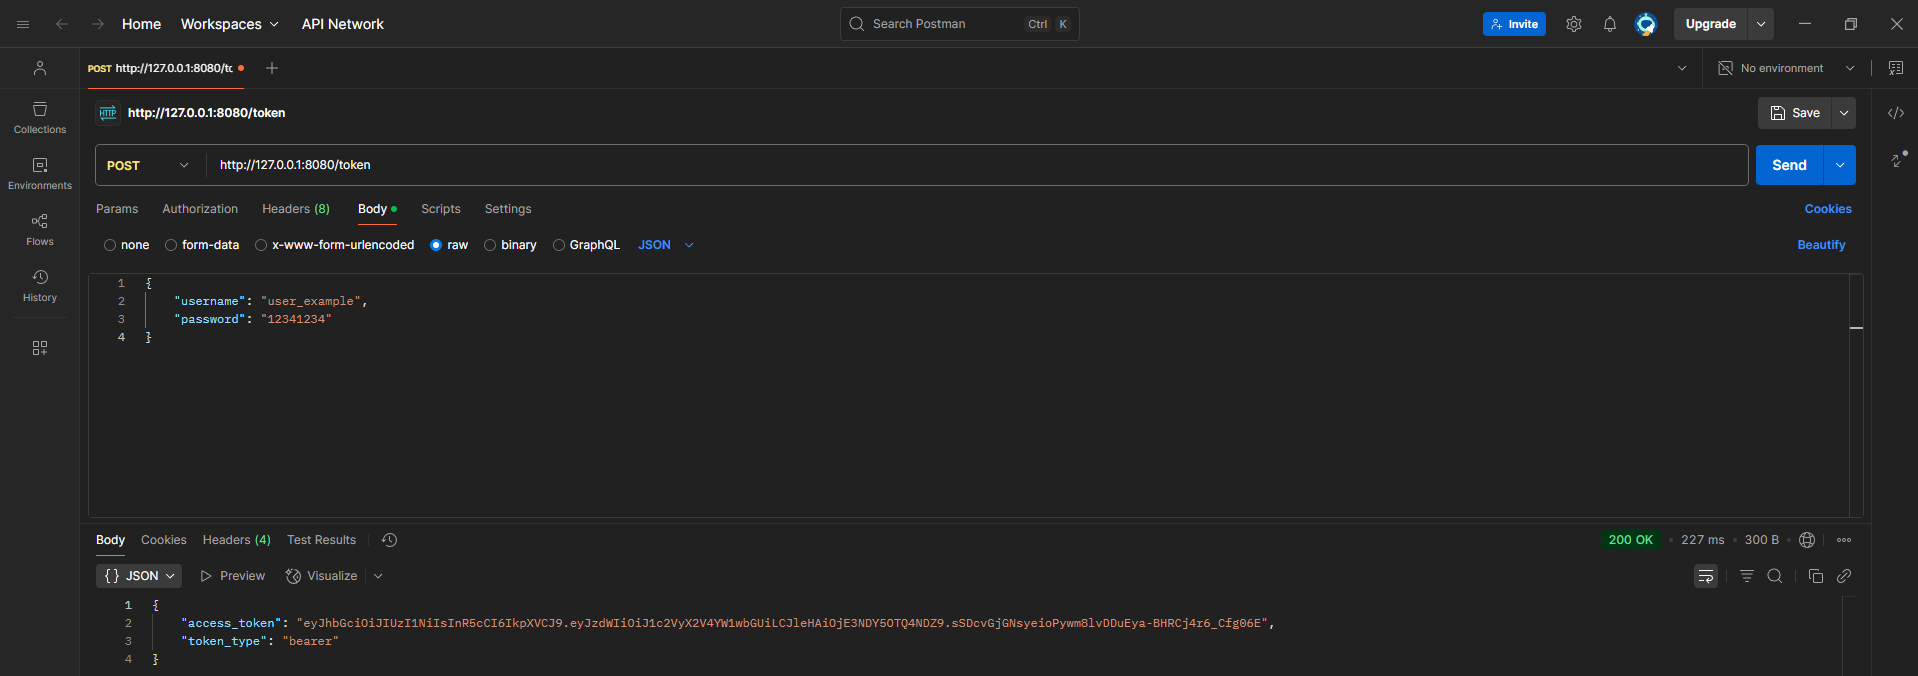 Home Workspaces API Network Search Postman Ctrl K Invite Upgrade
POST http://127.0.0.1:8080/tc No environment
HTTP http://127.0.0.1:8080/token Save
Collections
POST http://127.0.0.1:8080/token Send
Environments
Params Authorization Headers (8) Body Scripts Settings Cookies
Flows
none form-data x-www-form-urlencoded raw binary GraphQL JSON Beautify
History
1 {
2 "username": "user_example",
3 "password": "12341234"
4 }
Body Cookies Headers (4) Test Results 200 OK 227 ms 300 B
{} JSON Preview Visualize
1 {
2 "access_token": "eyJhbGciOiJIUzI1NiIsInR5cCI6IkpXVCJ9.eyJzdWIiOiJ1c2VyX2V4YW1wbGUiLCJleHAiOjE3NDY5OTQ4NDZ9.sSDcvGjGNsyeioPywm8lvDDuEya-BHRCj4r6_Cfg06E",
3 "token_type": "bearer"
4 }